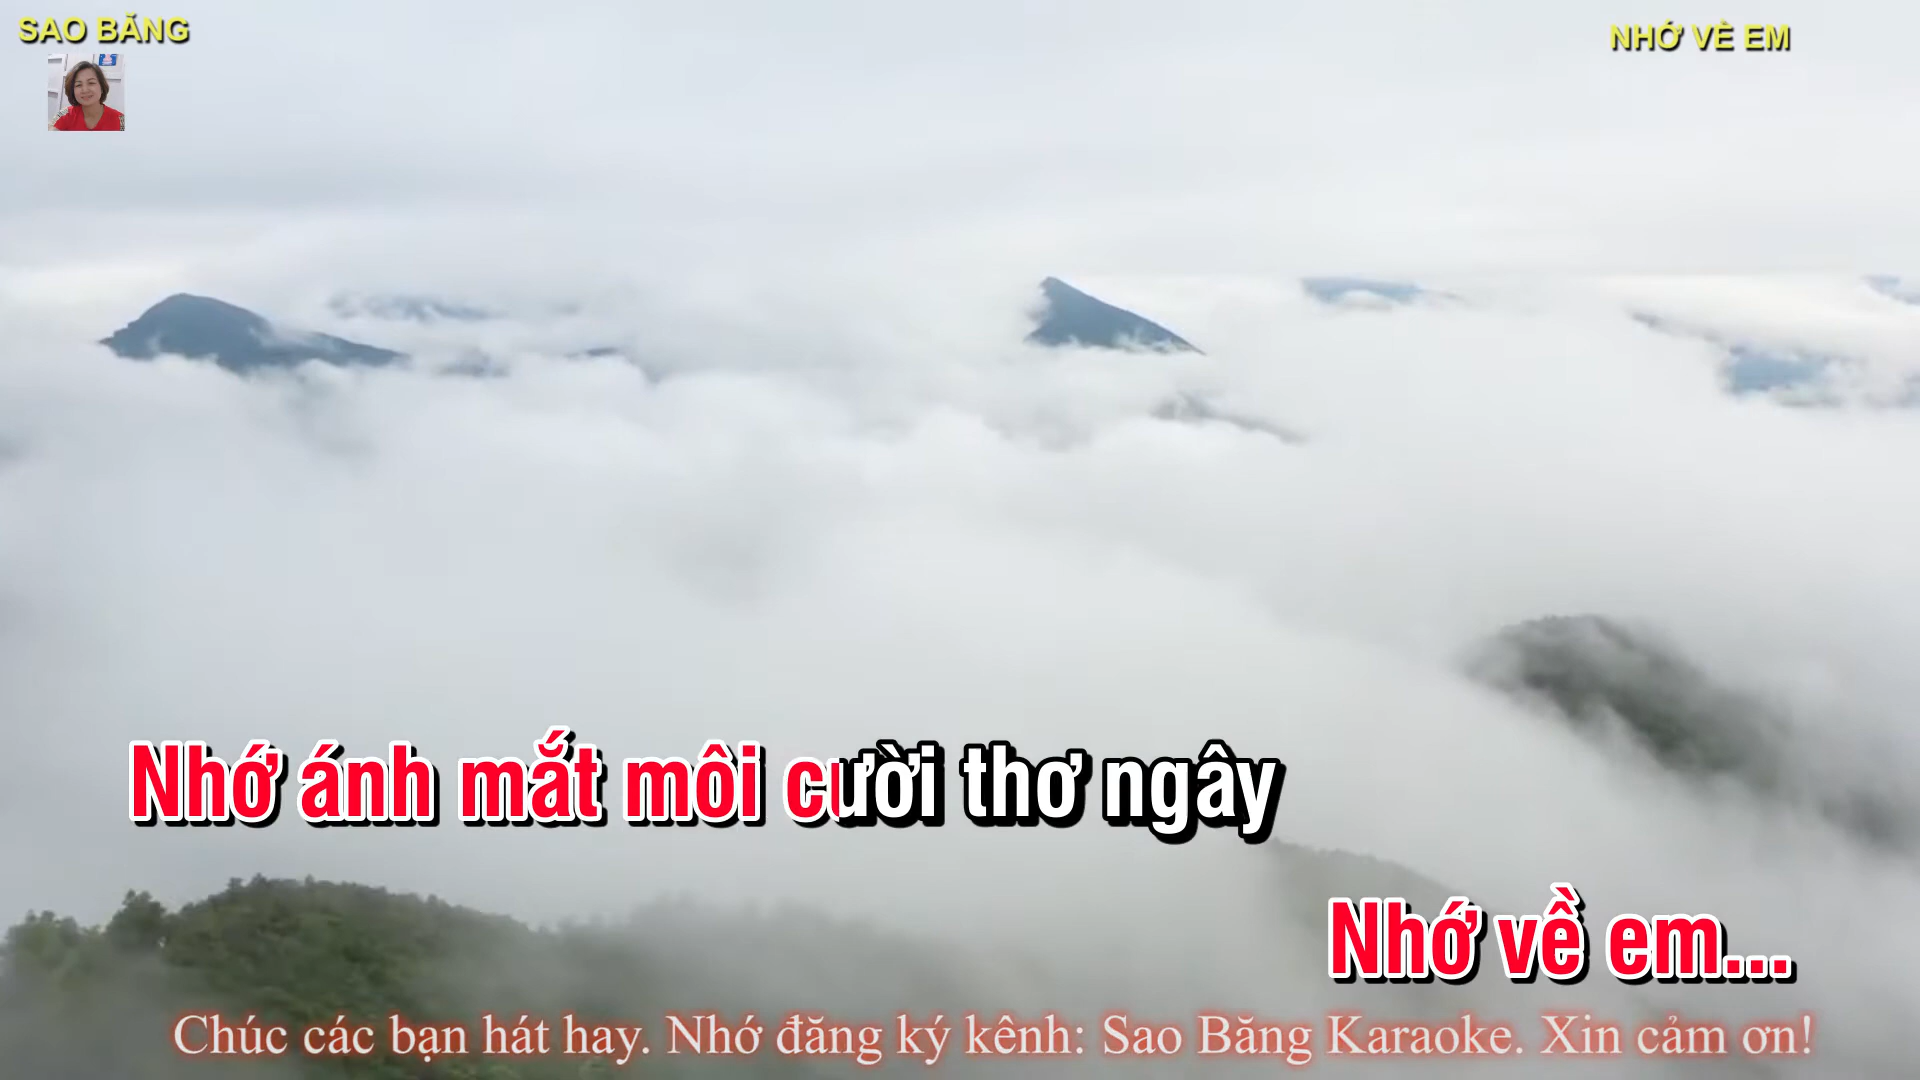 SAO BĂNG
NHỚ VỀ EM
Nhớ ánh mắt môi cười thơ ngây
Nhớ về em...
Chúc các bạn hát hay. Nhớ đăng ký kênh: Sao Băng Karaoke. Xin cảm ơn!